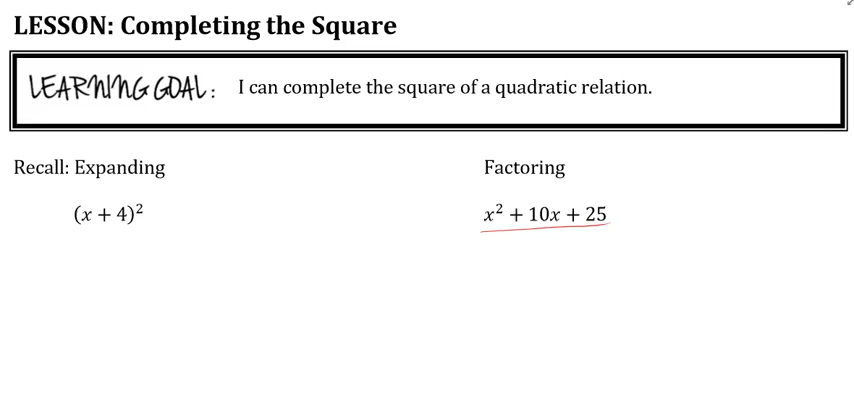 LESSON: Completing the Square
LEARNING GOAL: I can complete the square of a quadratic relation.
Recall: Expanding
Factoring
(x + 4)²
x² + 10x + 25